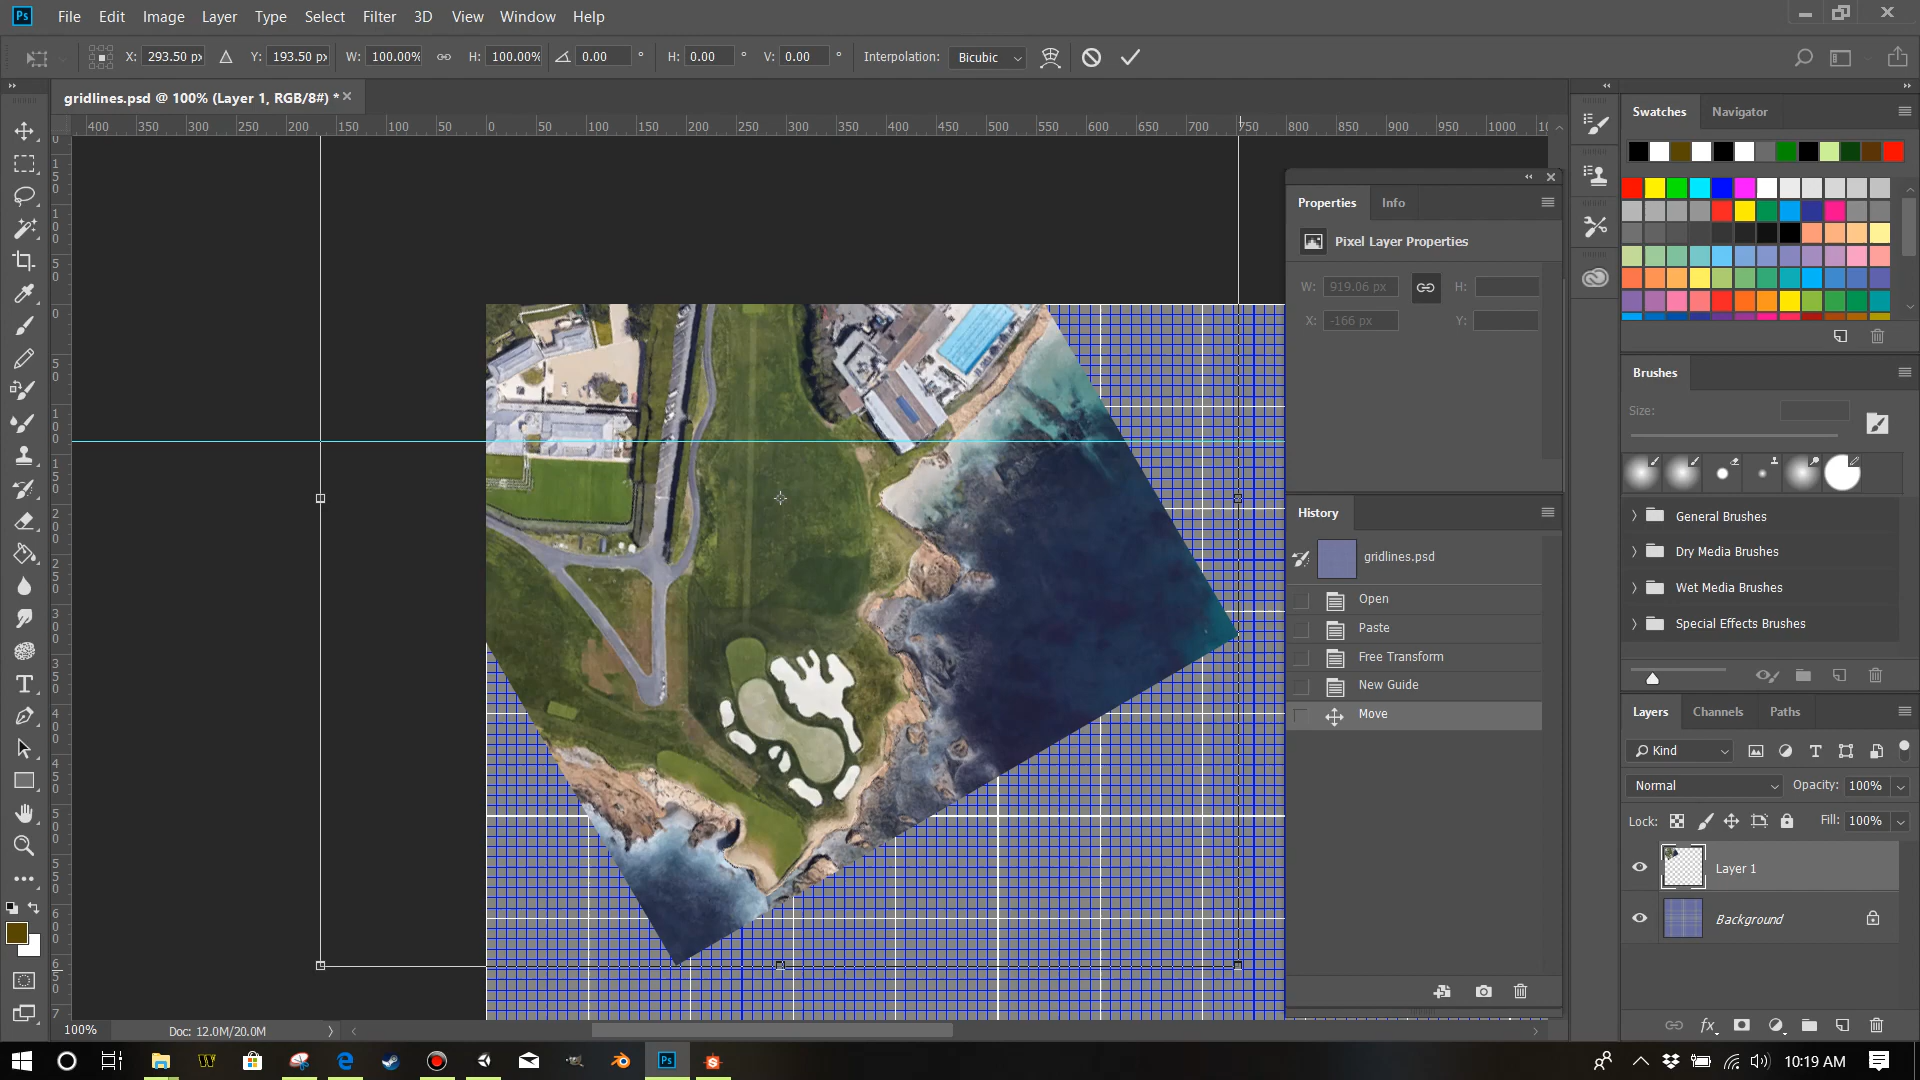 Ps File Edit Image Layer Type Select Filter 3D View Window Help
X: 293.50 px Y: 193.50 px W: 100.00% H: 100.00% 0.00 ° H: 0.00 ° V: 0.00 ° Interpolation: Bicubic
gridlines.psd @ 100% (Layer 1, RGB/8#) *
400 350 300 250 200 150 100 50 0 50 100 150 200 250 300 350 400 450 500 550 600 650 700 750 800 850 900 950 1000
Swatches Navigator
Properties Info
Pixel Layer Properties
W: 919.06 px H:
X: -166 px Y:
Brushes
Size:
General Brushes
Dry Media Brushes
Wet Media Brushes
Special Effects Brushes
History
gridlines.psd
Open
Paste
Free Transform
New Guide
Move
Layers Channels Paths
Kind
Normal Opacity: 100%
Lock: Fill: 100%
Layer 1
Background
fx
100% Doc: 12.0M/20.0M
Ps 10:19 AM